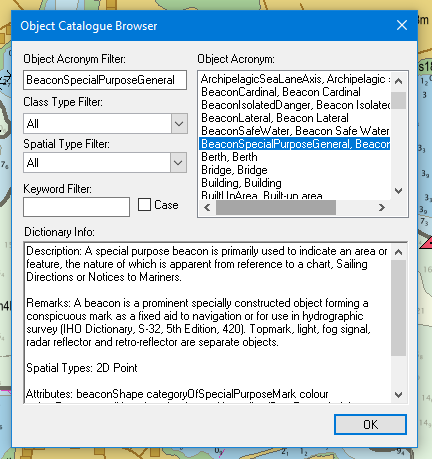 Object Catalogue Browser
Object Acronym Filter:
BeaconSpecialPurposeGeneral
Class Type Filter:
All
Spatial Type Filter:
All
Keyword Filter:
Case
Object Acronym:
ArchipelagicSeaLaneAxis, Archipelagic
BeaconCardinal, Beacon Cardinal
BeaconIsolatedDanger, Beacon Isolated
BeaconLateral, Beacon Lateral
BeaconSafeWater, Beacon Safe Water
BeaconSpecialPurposeGeneral, Beacon
Berth, Berth
Bridge, Bridge
Building, Building
BuiltUpArea, Built-up area
Dictionary Info:
Description: A special purpose beacon is primarily used to indicate an area or
feature, the nature of which is apparent from reference to a chart, Sailing
Directions or Notices to Mariners.
Remarks: A beacon is a prominent specially constructed object forming a
conspicuous mark as a fixed aid to navigation or for use in hydrographic
survey (IHO Dictionary, S-32, 5th Edition, 420). Topmark, light, fog signal,
radar reflector and retro-reflector are separate objects.
Spatial Types: 2D Point
Attributes: beaconShape categoryOfSpecialPurposeMark colour
OK